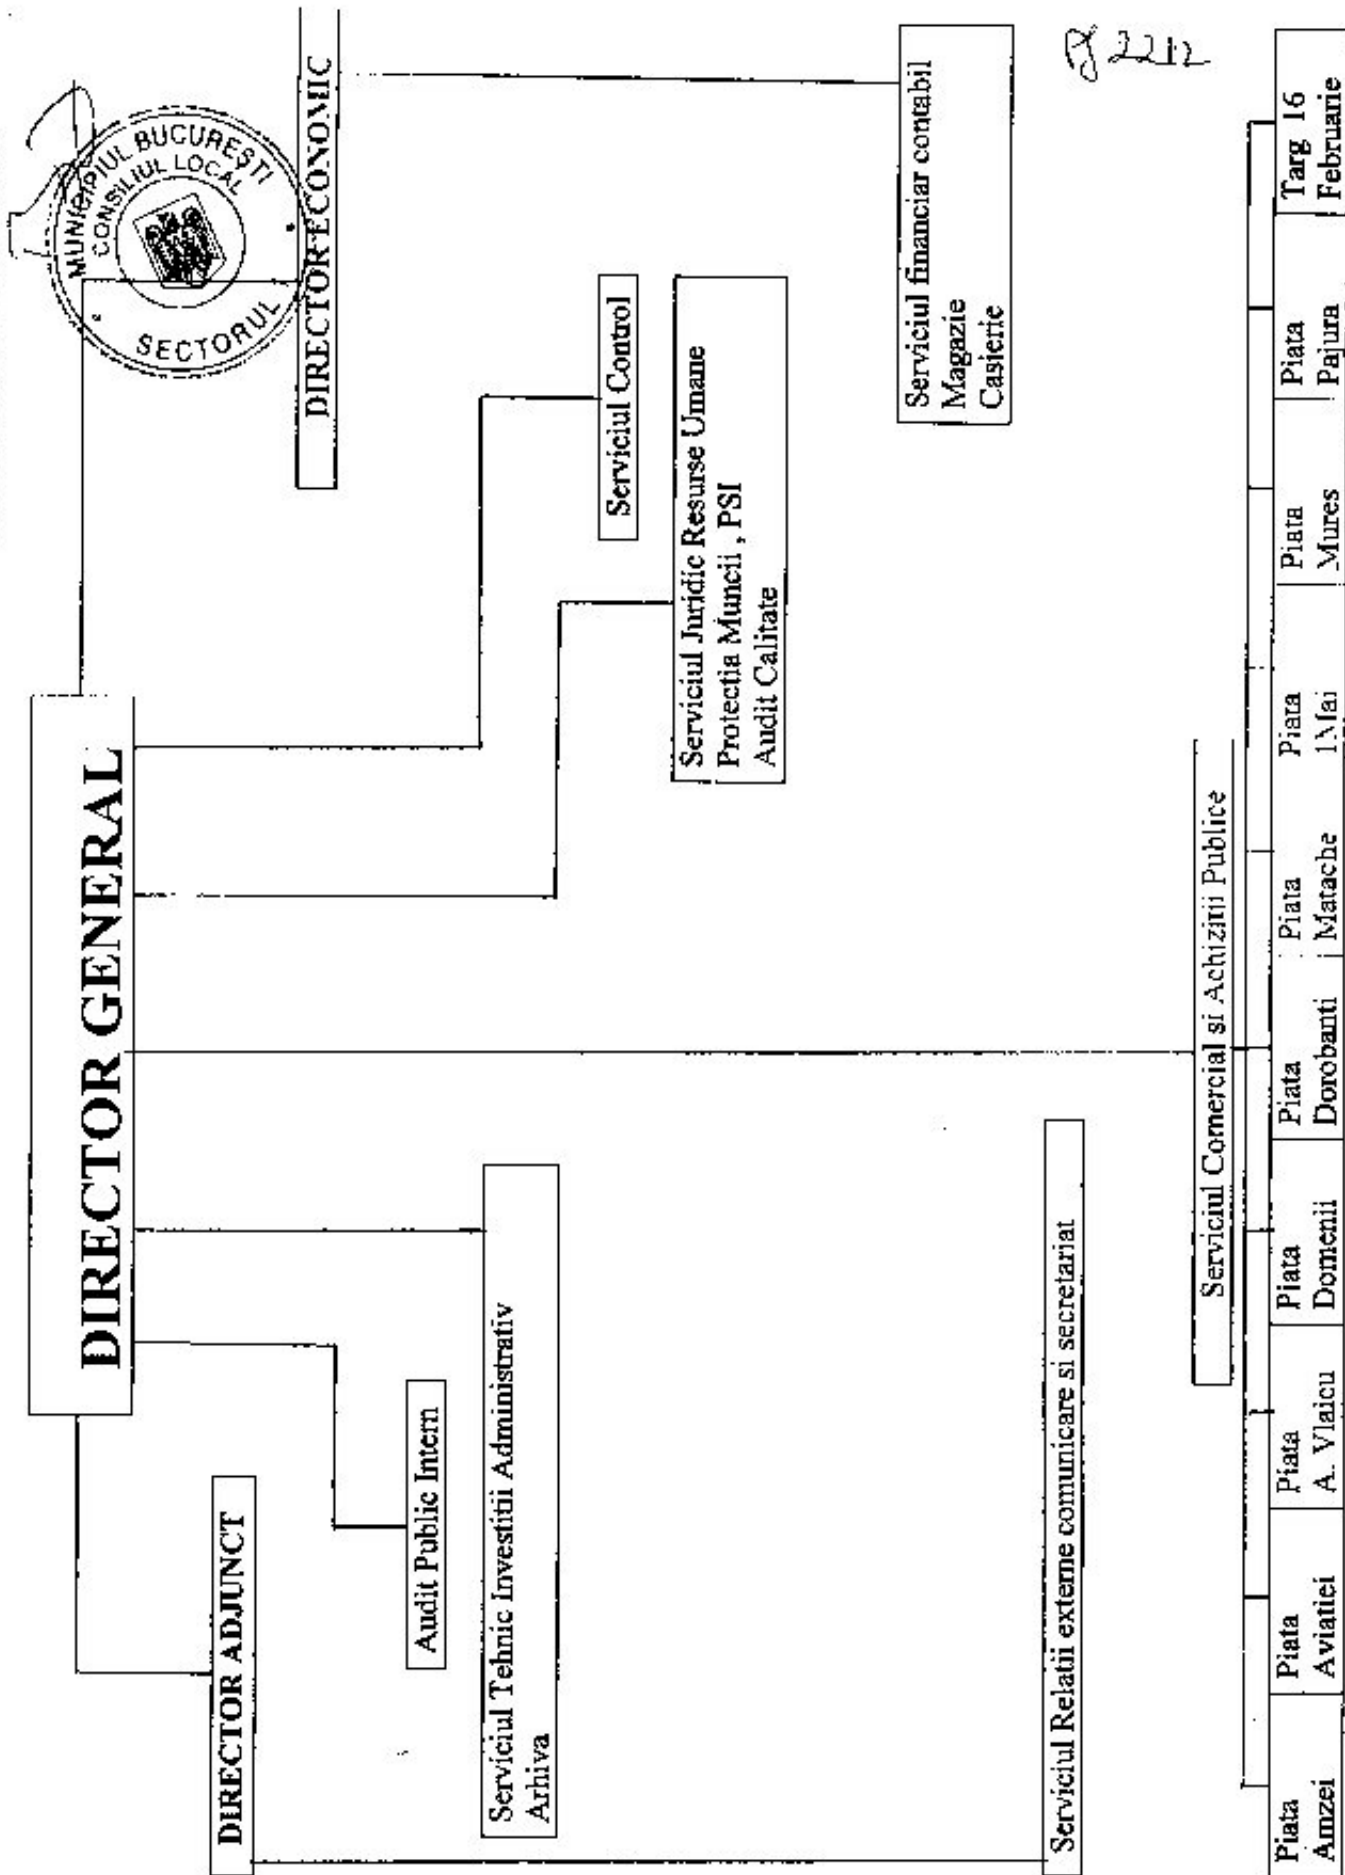 MUNICIPIUL BUCUREȘTI
CONSILIUL LOCAL
SECTORUL
DIRECTOR GENERAL
DIRECTOR ADJUNCT
DIRECTOR ECONOMIC
Audit Public Intern
Serviciul Tehnic Investitii Administrativ
Arhiva
Serviciul Control
Serviciul Juridic Resurse Umane
Protectia Muncii , PSI
Audit Calitate
Serviciul financiar contabil
Magazie
Casierie
Serviciul Relatii externe comunicare si secretariat
Serviciul Comercial si Achizitii Publice
Piata
Amzei
Piata
Aviatiei
Piata
A. Vlaicu
Piata
Domenii
Piata
Dorobanti
Piata
Matache
Piata
1Mai
Piata
Mures
Piata
Pajura
Targ 16
Februarie